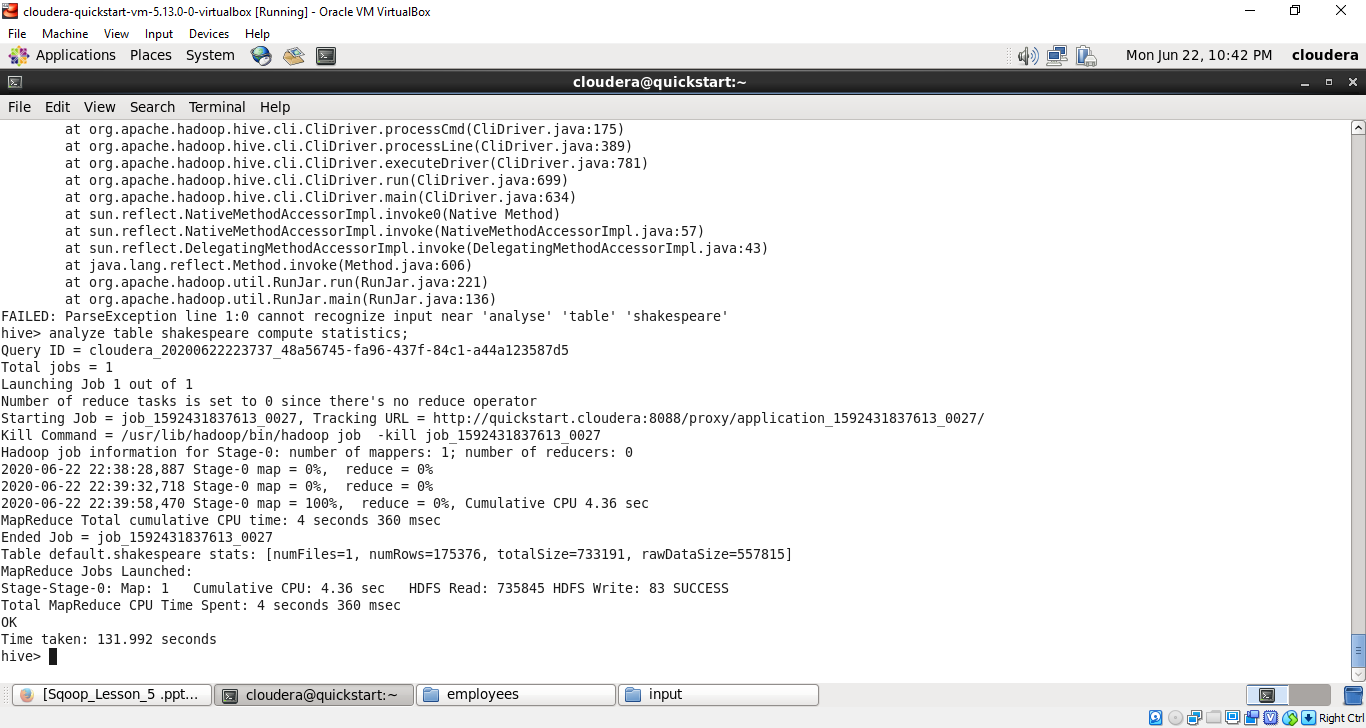 cloudera-quickstart-vm-5.13.0-0-virtualbox [Running] - Oracle VM VirtualBox
File Machine View Input Devices Help
Applications Places System Mon Jun 22, 10:42 PM cloudera
cloudera@quickstart:~
File Edit View Search Terminal Help
at org.apache.hadoop.hive.cli.CliDriver.processCmd(CliDriver.java:175)
at org.apache.hadoop.hive.cli.CliDriver.processLine(CliDriver.java:389)
at org.apache.hadoop.hive.cli.CliDriver.executeDriver(CliDriver.java:781)
at org.apache.hadoop.hive.cli.CliDriver.run(CliDriver.java:699)
at org.apache.hadoop.hive.cli.CliDriver.main(CliDriver.java:634)
at sun.reflect.NativeMethodAccessorImpl.invoke0(Native Method)
at sun.reflect.NativeMethodAccessorImpl.invoke(NativeMethodAccessorImpl.java:57)
at sun.reflect.DelegatingMethodAccessorImpl.invoke(DelegatingMethodAccessorImpl.java:43)
at java.lang.reflect.Method.invoke(Method.java:606)
at org.apache.hadoop.util.RunJar.run(RunJar.java:221)
at org.apache.hadoop.util.RunJar.main(RunJar.java:136)
FAILED: ParseException line 1:0 cannot recognize input near 'analyse' 'table' 'shakespeare'
hive> analyze table shakespeare compute statistics;
Query ID = cloudera_20200622223737_48a56745-fa96-437f-84c1-a44a123587d5
Total jobs = 1
Launching Job 1 out of 1
Number of reduce tasks is set to 0 since there's no reduce operator
Starting Job = job_1592431837613_0027, Tracking URL = http://quickstart.cloudera:8088/proxy/application_1592431837613_0027/
Kill Command = /usr/lib/hadoop/bin/hadoop job  -kill job_1592431837613_0027
Hadoop job information for Stage-0: number of mappers: 1; number of reducers: 0
2020-06-22 22:38:28,887 Stage-0 map = 0%,  reduce = 0%
2020-06-22 22:39:32,718 Stage-0 map = 0%,  reduce = 0%
2020-06-22 22:39:58,470 Stage-0 map = 100%,  reduce = 0%, Cumulative CPU 4.36 sec
MapReduce Total cumulative CPU time: 4 seconds 360 msec
Ended Job = job_1592431837613_0027
Table default.shakespeare stats: [numFiles=1, numRows=175376, totalSize=733191, rawDataSize=557815]
MapReduce Jobs Launched:
Stage-Stage-0: Map: 1   Cumulative CPU: 4.36 sec   HDFS Read: 735845 HDFS Write: 83 SUCCESS
Total MapReduce CPU Time Spent: 4 seconds 360 msec
OK
Time taken: 131.992 seconds
hive>
[Sqoop_Lesson_5 .ppt... cloudera@quickstart:~ employees input
Right Ctrl